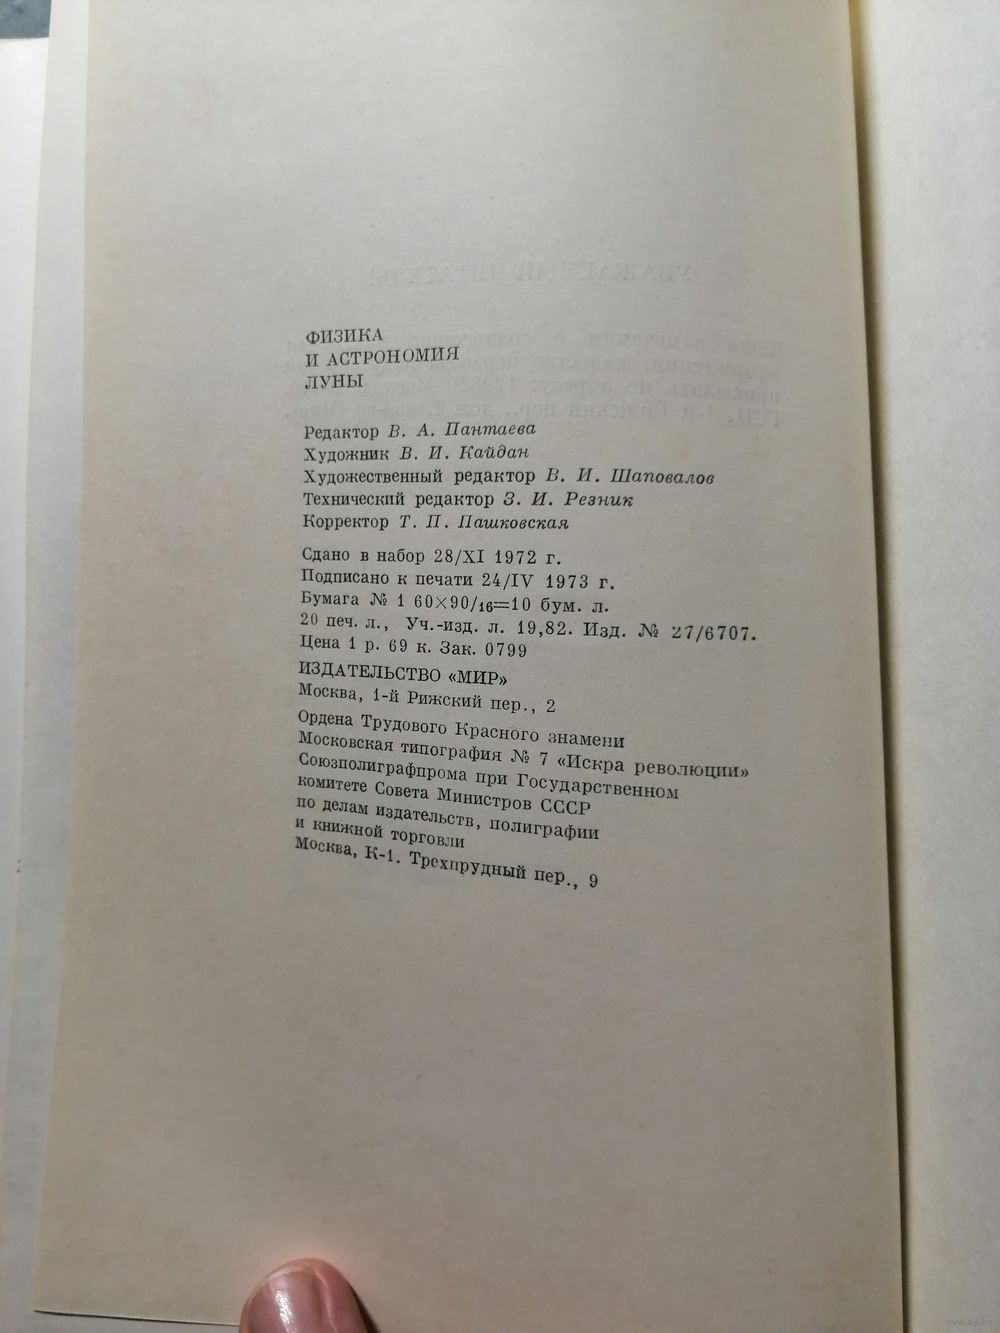 ФИЗИКА
И АСТРОНОМИЯ
ЛУНЫ
Редактор В. А. Пантаева
Художник В. И. Кайдан
Художественный редактор В. И. Шаповалов
Технический редактор З. И. Резник
Корректор Т. П. Пашковская
Сдано в набор 28/XI 1972 г.
Подписано к печати 24/IV 1973 г.
Бумага № 1 60×90/16=10 бум. л.
20 печ. л., Уч.-изд. л. 19,82. Изд. № 27/6707.
Цена 1 р. 69 к. Зак. 0799
ИЗДАТЕЛЬСТВО «МИР»
Москва, 1-й Рижский пер., 2
Ордена Трудового Красного знамени
Московская типография № 7 «Искра революции»
Союзполиграфпрома при Государственном
комитете Совета Министров СССР
по делам издательств, полиграфии
и книжной торговли
Москва, К-1. Трехпрудный пер., 9
www.ay.by